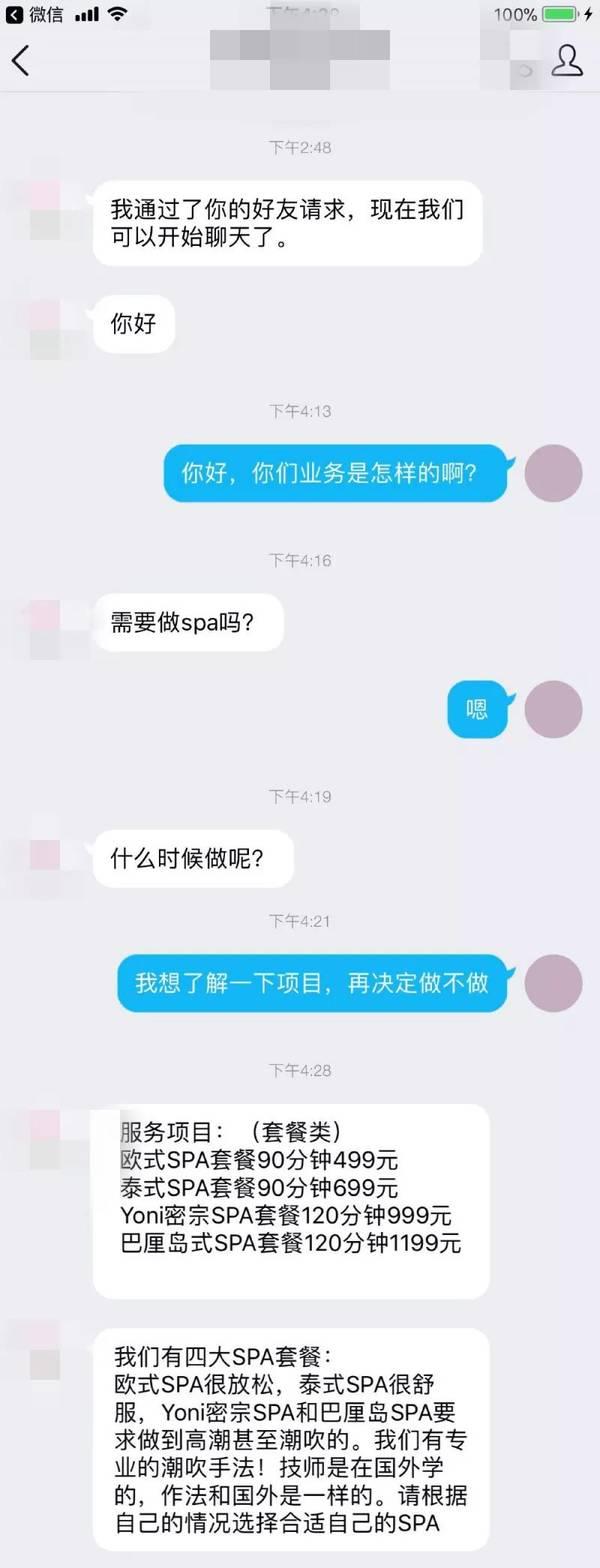 微信
100%
下午2:48
我通过了你的好友请求，现在我们
可以开始聊天了。
你好
下午4:13
你好，你们业务是怎样的啊？
下午4:16
需要做spa吗？
嗯
下午4:19
什么时候做呢？
下午4:21
我想了解一下项目，再决定做不做
下午4:28
服务项目：（套餐类）
欧式SPA套餐90分钟499元
泰式SPA套餐90分钟699元
Yoni密宗SPA套餐120分钟999元
巴厘岛式SPA套餐120分钟1199元
我们有四大SPA套餐：
欧式SPA很放松，泰式SPA很舒
服，Yoni密宗SPA和巴厘岛SPA要
求做到高潮甚至潮吹的。我们有专
业的潮吹手法！技师是在国外学
的，作法和国外是一样的。请根据
自己的情况选择合适自己的SPA